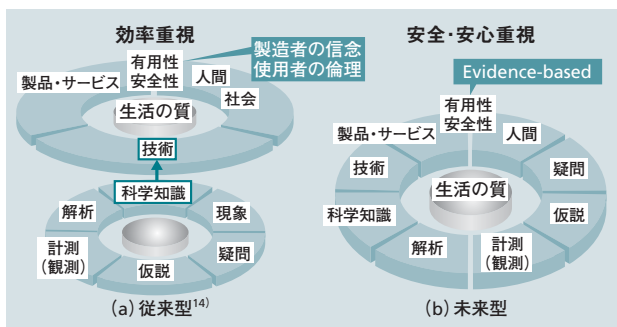 効率重視
安全・安心重視
製造者の信念
使用者の倫理
有用性
安全性
製品・サービス
人間
社会
生活の質
技術
科学知識
解析
現象
計測
（観測）
疑問
仮説
(a) 従来型14)
Evidence-based
有用性
安全性
製品・サービス
人間
技術
疑問
生活の質
科学知識
仮説
解析
計測
（観測）
(b) 未来型